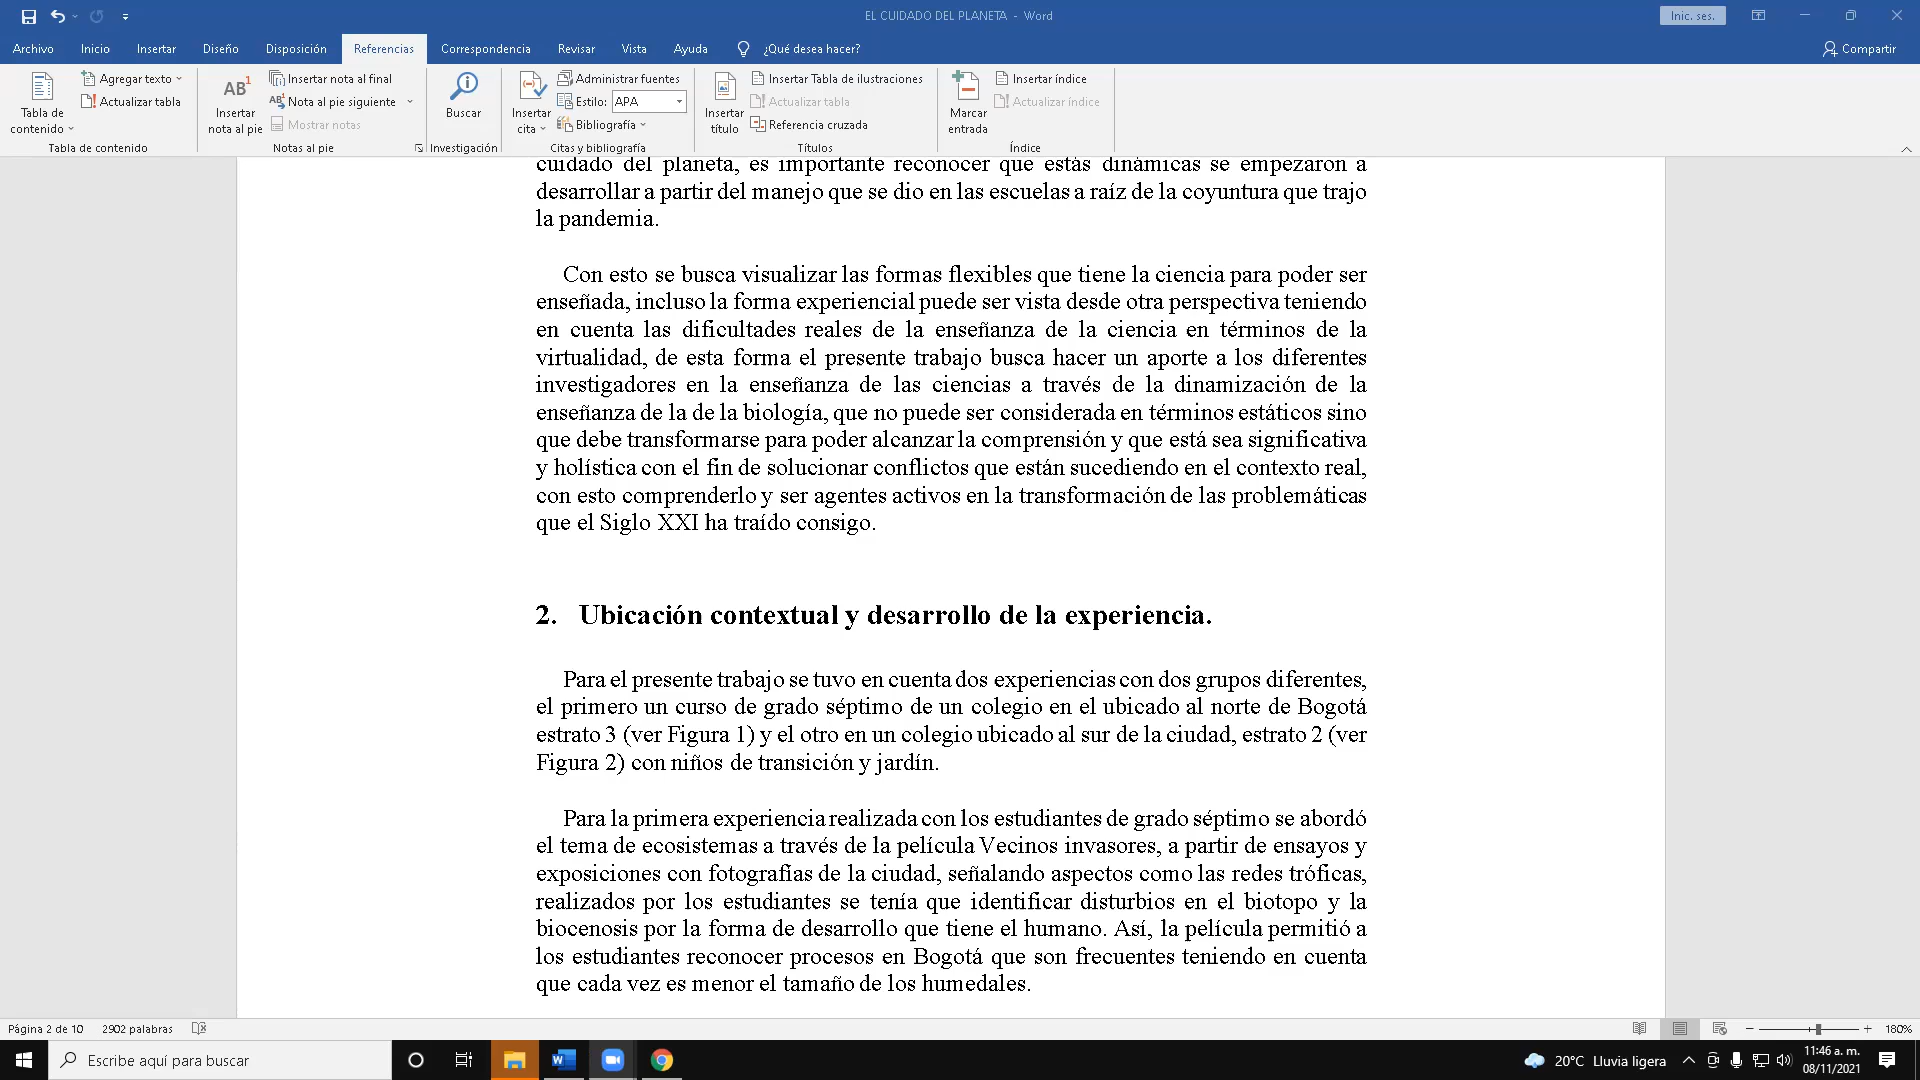 EL CUIDADO DEL PLANETA - Word
Inic. ses.
Archivo Inicio Insertar Diseño Disposición Referencias Correspondencia Revisar Vista Ayuda ¿Qué desea hacer? Compartir
Tabla de contenido
Agregar texto
Actualizar tabla
Tabla de contenido
AB1
Insertar nota al pie
Insertar nota al final
Nota al pie siguiente
Mostrar notas
Notas al pie
Buscar
Investigación
Insertar cita
Administrar fuentes
Estilo: APA
Bibliografía
Citas y bibliografía
Insertar título
Insertar Tabla de ilustraciones
Actualizar tabla
Referencia cruzada
Títulos
Marcar entrada
Insertar índice
Actualizar índice
Índice
cuidado del planeta, es importante reconocer que estás dinámicas se empezaron a
desarrollar a partir del manejo que se dio en las escuelas a raíz de la coyuntura que trajo
la pandemia.
Con esto se busca visualizar las formas flexibles que tiene la ciencia para poder ser
enseñada, incluso la forma experiencial puede ser vista desde otra perspectiva teniendo
en cuenta las dificultades reales de la enseñanza de la ciencia en términos de la
virtualidad, de esta forma el presente trabajo busca hacer un aporte a los diferentes
investigadores en la enseñanza de las ciencias a través de la dinamización de la
enseñanza de la de la biología, que no puede ser considerada en términos estáticos sino
que debe transformarse para poder alcanzar la comprensión y que está sea significativa
y holística con el fin de solucionar conflictos que están sucediendo en el contexto real,
con esto comprenderlo y ser agentes activos en la transformación de las problemáticas
que el Siglo XXI ha traído consigo.
2. Ubicación contextual y desarrollo de la experiencia.
Para el presente trabajo se tuvo en cuenta dos experiencias con dos grupos diferentes,
el primero un curso de grado séptimo de un colegio en el ubicado al norte de Bogotá
estrato 3 (ver Figura 1) y el otro en un colegio ubicado al sur de la ciudad, estrato 2 (ver
Figura 2) con niños de transición y jardín.
Para la primera experiencia realizada con los estudiantes de grado séptimo se abordó
el tema de ecosistemas a través de la película Vecinos invasores, a partir de ensayos y
exposiciones con fotografías de la ciudad, señalando aspectos como las redes tróficas,
realizados por los estudiantes se tenía que identificar disturbios en el biotopo y la
biocenosis por la forma de desarrollo que tiene el humano. Así, la película permitió a
los estudiantes reconocer procesos en Bogotá que son frecuentes teniendo en cuenta
que cada vez es menor el tamaño de los humedales.
Página 2 de 10 2902 palabras 180%
Escribe aquí para buscar
20°C Lluvia ligera
11:46 a. m.
08/11/2021